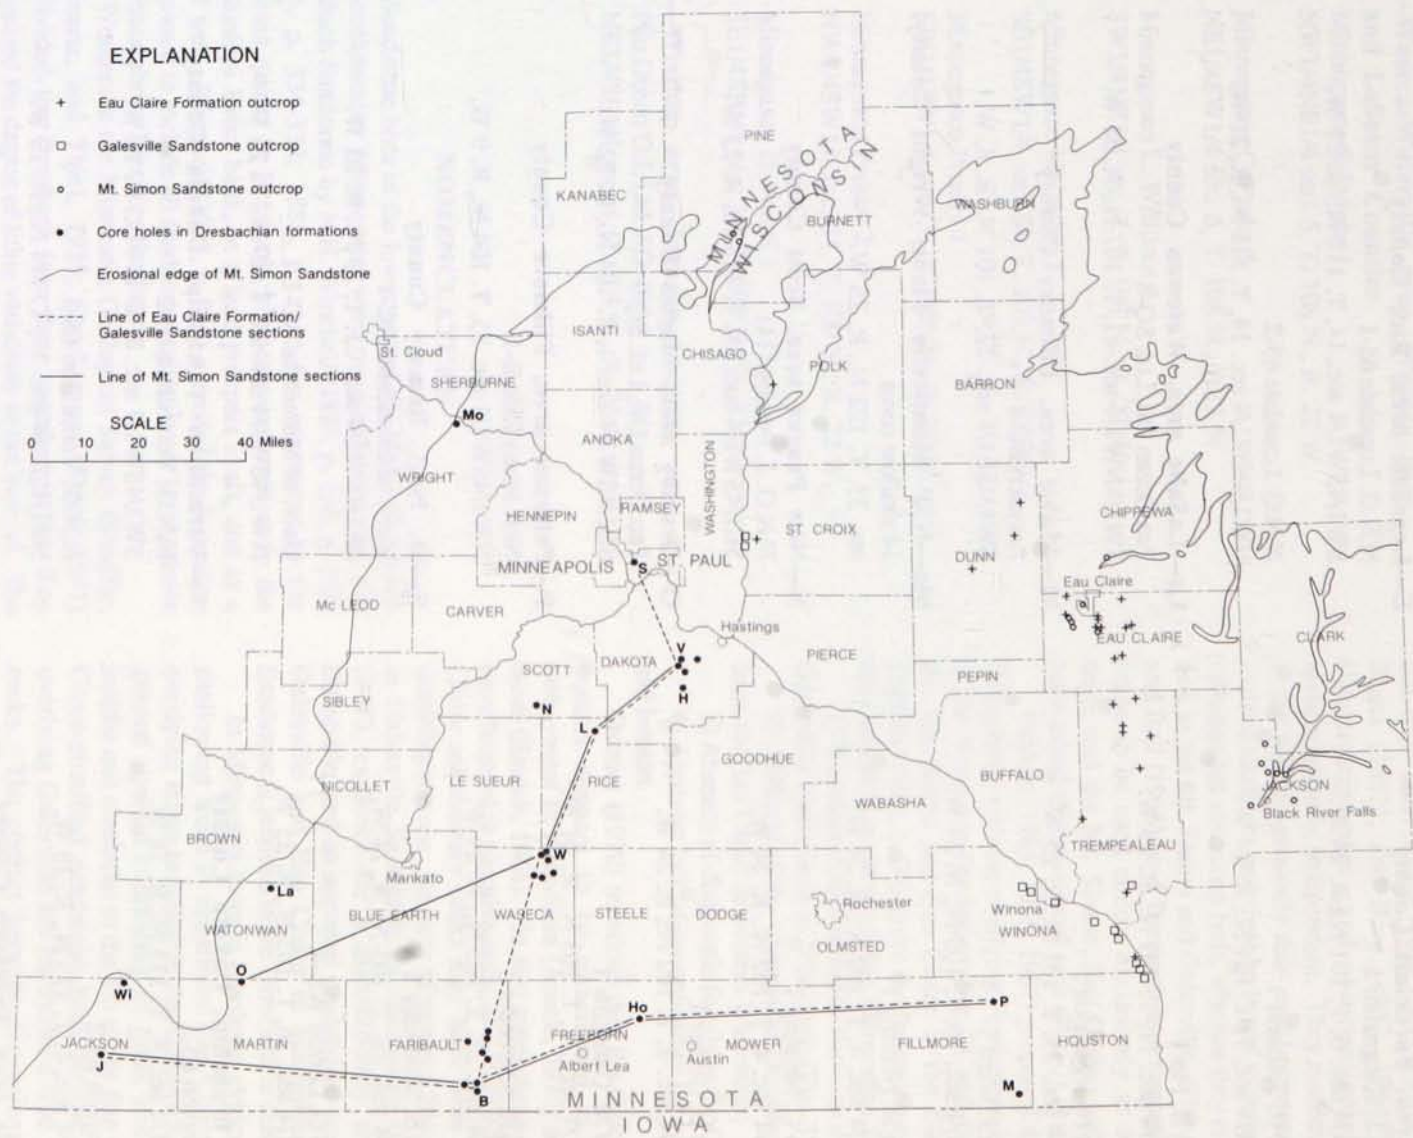 EXPLANATION
Eau Claire Formation outcrop
Galesville Sandstone outcrop
Mt. Simon Sandstone outcrop
Core holes in Dresbachian formations
Erosional edge of Mt. Simon Sandstone
Line of Eau Claire Formation/
Galesville Sandstone sections
Line of Mt. Simon Sandstone sections
SCALE
0 10 20 30 40 Miles
PINE
KANABEC
MINNESOTA
WISCONSIN
BURNETT
WASHBURN
ISANTI
CHISAGO
POLK
BARRON
St. Cloud
SHERBURNE
Mo
ANOKA
WASHINGTON
WRIGHT
HENNEPIN
RAMSEY
ST. CROIX
DUNN
CHIPPEWA
MINNEAPOLIS
S
ST. PAUL
Eau Claire
Mc LEOD
CARVER
Hastings
EAU CLAIRE
CLARK
SCOTT
DAKOTA
V
PIERCE
PEPIN
H
SIBLEY
N
L
GOODHUE
NICOLLET
LE SUEUR
RICE
BUFFALO
JACKSON
Black River Falls
WABASHA
BROWN
TREMPEALEAU
W
Mankato
La
BLUE EARTH
WASECA
STEELE
DODGE
Rochester
OLMSTED
Winona
WINONA
WATONWAN
O
Wi
Ho
P
JACKSON
J
MARTIN
FARIBAULT
FREEBORN
Albert Lea
Austin
MOWER
FILLMORE
HOUSTON
B
M
MINNESOTA
IOWA